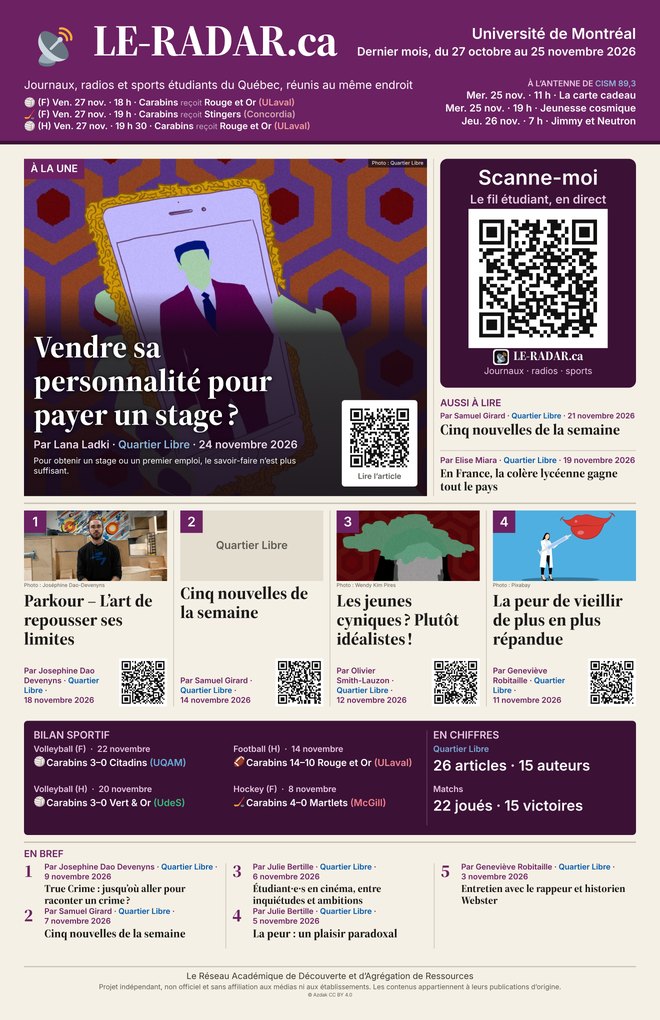 LE-RADAR.ca
Université de Montréal
Dernier mois, du 27 octobre au 25 novembre 2026
Journaux, radios et sports étudiants du Québec, réunis au même endroit
(F) Ven. 27 nov. · 18 h · Carabins reçoit Rouge et Or (ULaval)
(F) Ven. 27 nov. · 19 h · Carabins reçoit Stingers (Concordia)
(H) Ven. 27 nov. · 19 h 30 · Carabins reçoit Rouge et Or (ULaval)
À L'ANTENNE DE CISM 89,3
Mer. 25 nov. · 11 h · La carte cadeau
Mer. 25 nov. · 19 h · Jeunesse cosmique
Jeu. 26 nov. · 7 h · Jimmy et Neutron
À LA UNE
Photo : Quartier Libre
Vendre sa
personnalité pour
payer un stage ?
Par Lana Ladki · Quartier Libre · 24 novembre 2026
Pour obtenir un stage ou un premier emploi, le savoir-faire n'est plus
suffisant.
Lire l'article
Scanne-moi
Le fil étudiant, en direct
LE-RADAR.ca
Journaux · radios · sports
AUSSI À LIRE
Par Samuel Girard · Quartier Libre · 21 novembre 2026
Cinq nouvelles de la semaine
Par Elise Miara · Quartier Libre · 19 novembre 2026
En France, la colère lycéenne gagne
tout le pays
1
Photo : Joséphine Dao-Devenyns
Parkour – L'art de
repousser ses
limites
Par Josephine Dao
Devenyns · Quartier
Libre ·
18 novembre 2026
2
Quartier Libre
Cinq nouvelles de
la semaine
Par Samuel Girard ·
Quartier Libre ·
14 novembre 2026
3
Photo : Wendy Kim Pires
Les jeunes
cyniques ? Plutôt
idéalistes !
Par Olivier
Smith-Lauzon ·
Quartier Libre ·
12 novembre 2026
4
Photo : Pixabay
La peur de vieillir
de plus en plus
répandue
Par Geneviève
Robitaille · Quartier
Libre ·
11 novembre 2026
BILAN SPORTIF
Volleyball (F) · 22 novembre
Carabins 3–0 Citadins (UQAM)
Football (H) · 14 novembre
Carabins 14–10 Rouge et Or (ULaval)
Volleyball (H) · 20 novembre
Carabins 3–0 Vert & Or (UdeS)
Hockey (F) · 8 novembre
Carabins 4–0 Martlets (McGill)
EN CHIFFRES
Quartier Libre
26 articles · 15 auteurs
Matchs
22 joués · 15 victoires
EN BREF
1
Par Josephine Dao Devenyns · Quartier Libre ·
9 novembre 2026
True Crime : jusqu'où aller pour
raconter un crime ?
2
Par Samuel Girard · Quartier Libre ·
7 novembre 2026
Cinq nouvelles de la semaine
3
Par Julie Bertille · Quartier Libre ·
6 novembre 2026
Étudiant·e·s en cinéma, entre
inquiétudes et ambitions
4
Par Julie Bertille · Quartier Libre ·
5 novembre 2026
La peur : un plaisir paradoxal
5
Par Geneviève Robitaille · Quartier Libre ·
3 novembre 2026
Entretien avec le rappeur et historien
Webster
Le Réseau Académique de Découverte et d'Agrégation de Ressources
Projet indépendant, non officiel et sans affiliation aux médias ni aux établissements. Les contenus appartiennent à leurs publications d'origine.
© Azdak CC BY 4.0